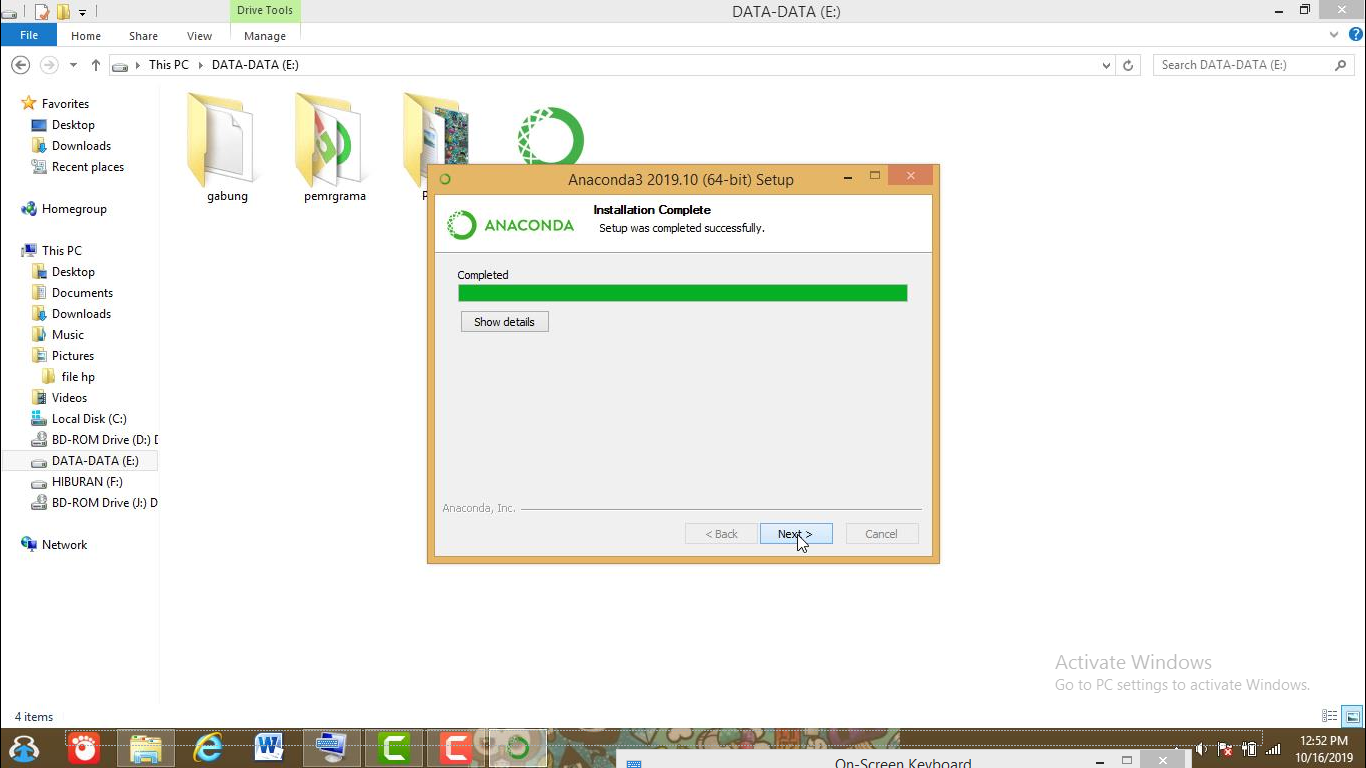 Drive Tools
DATA-DATA (E:)
File
Home
Share
View
Manage
This PC
DATA-DATA (E:)
Search DATA-DATA (E:)
Favorites
Desktop
Downloads
Recent places
Homegroup
This PC
Desktop
Documents
Downloads
Music
Pictures
file hp
Videos
Local Disk (C:)
BD-ROM Drive (D:)
DATA-DATA (E:)
HIBURAN (F:)
BD-ROM Drive (J:) D
Network
gabung
pemrgrama
Anaconda3 2019.10 (64-bit) Setup
ANACONDA
Installation Complete
Setup was completed successfully.
Completed
Show details
Anaconda, Inc.
< Back
Next >
Cancel
Activate Windows
Go to PC settings to activate Windows.
4 items
12:52 PM
10/16/2019
On-Screen Keyboard